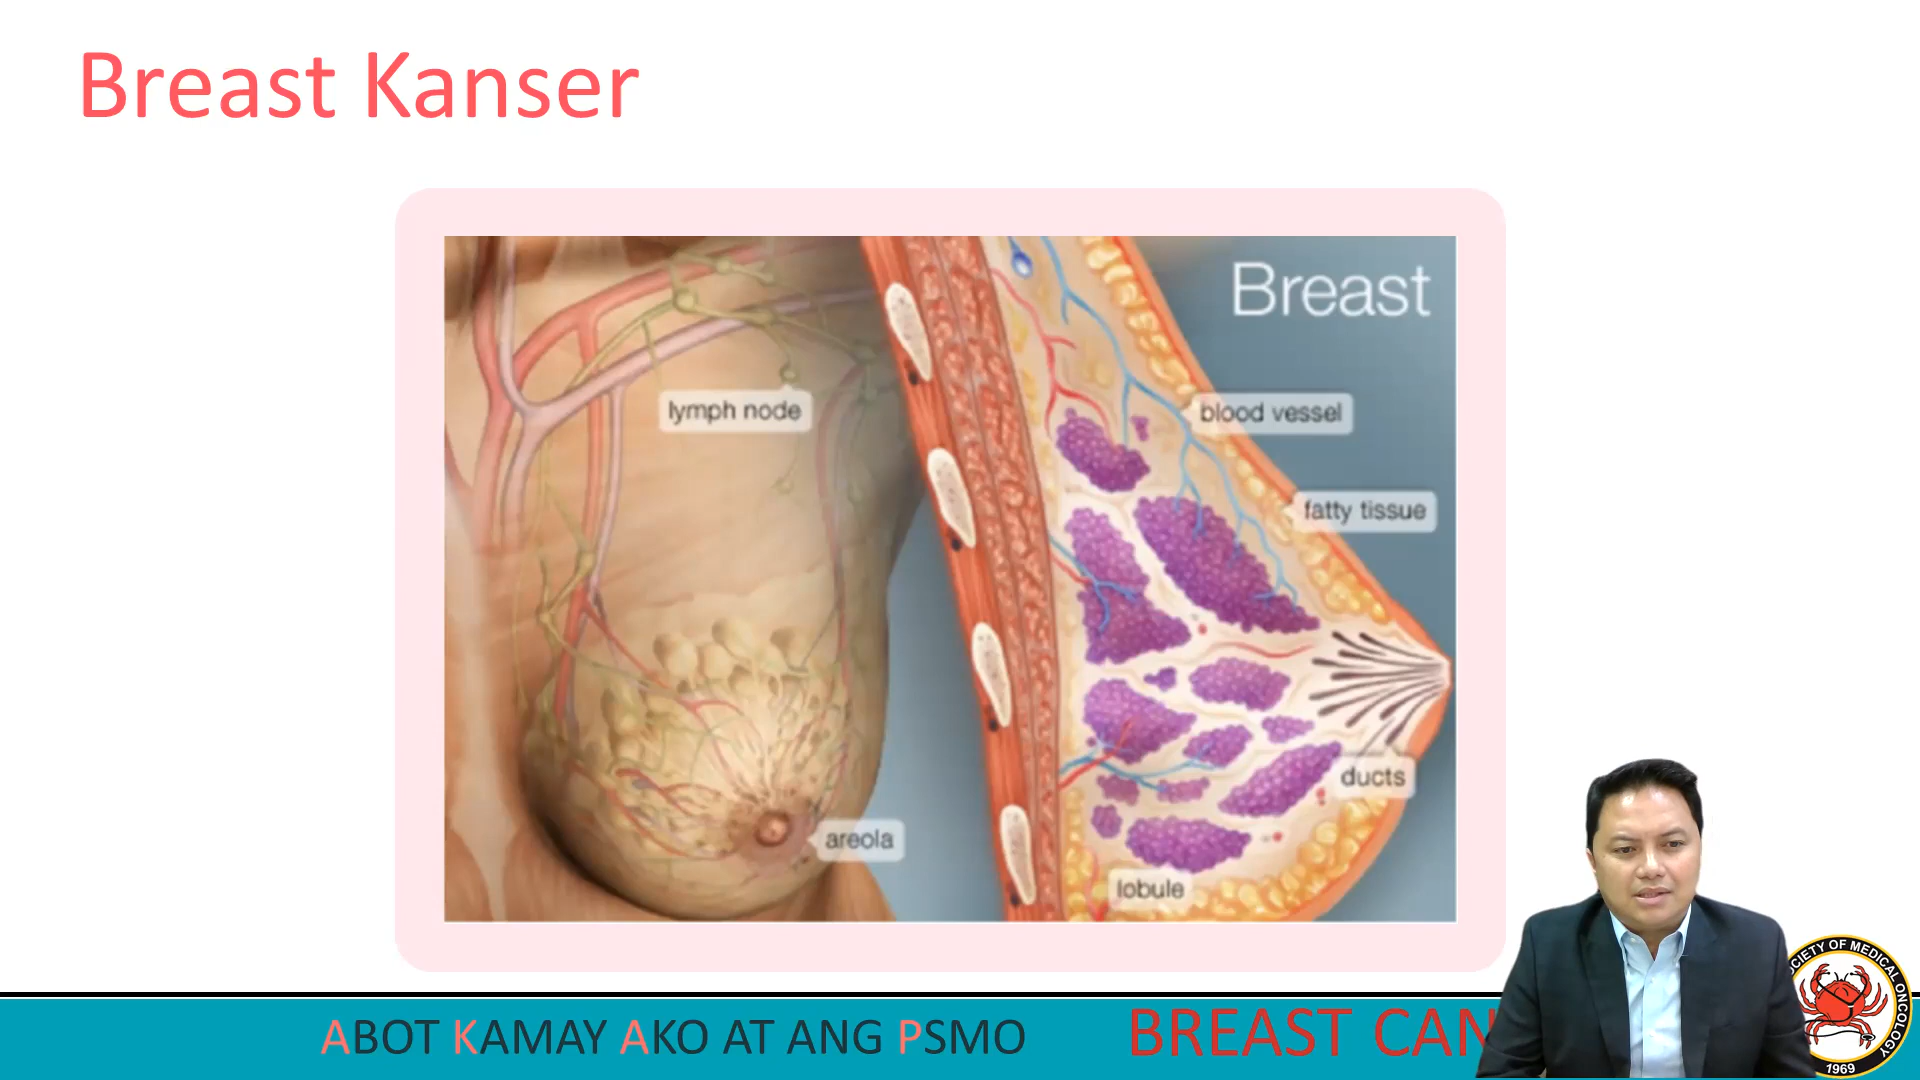 Breast Kanser
Breast
lymph node
blood vessel
fatty tissue
ducts
areola
lobule
ABOT KAMAY AKO AT ANG PSMO
BREAST CAN
SOCIETY OF MEDICAL ONCOLOGY
1969